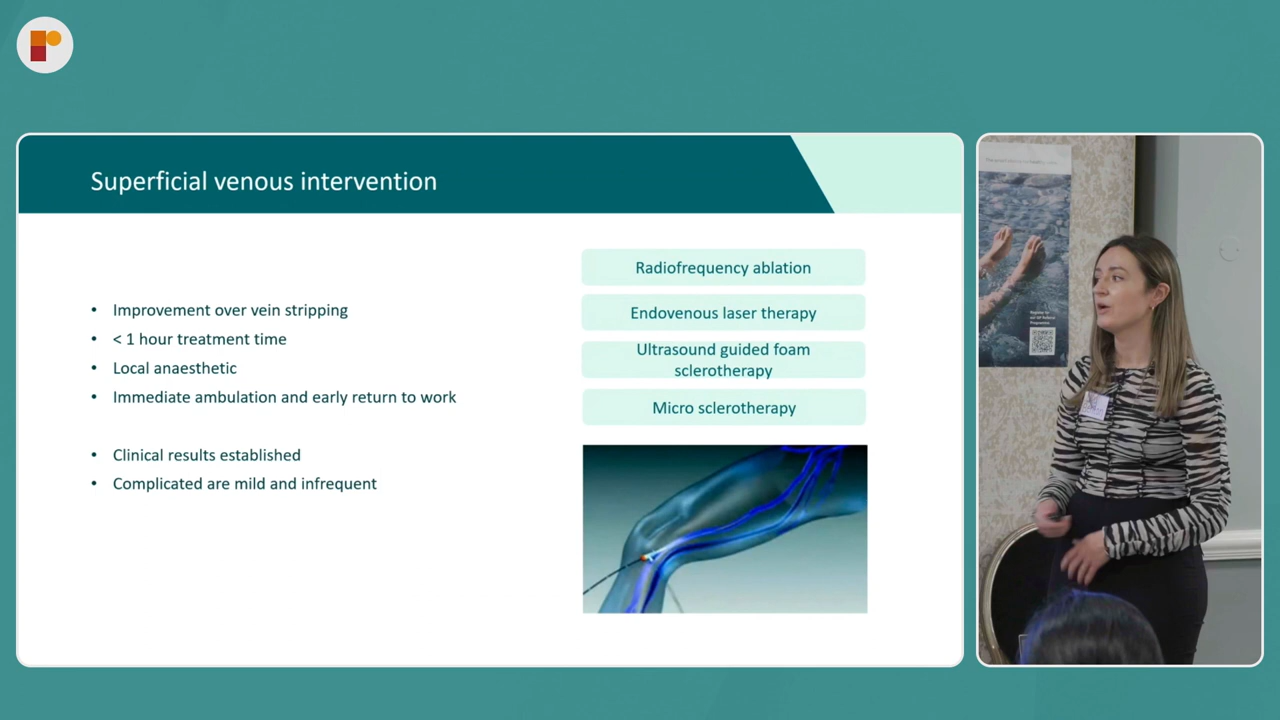 Superficial venous intervention
• Improvement over vein stripping
• < 1 hour treatment time
• Local anaesthetic
• Immediate ambulation and early return to work
• Clinical results established
• Complicated are mild and infrequent
Radiofrequency ablation
Endovenous laser therapy
Ultrasound guided foam
sclerotherapy
Micro sclerotherapy